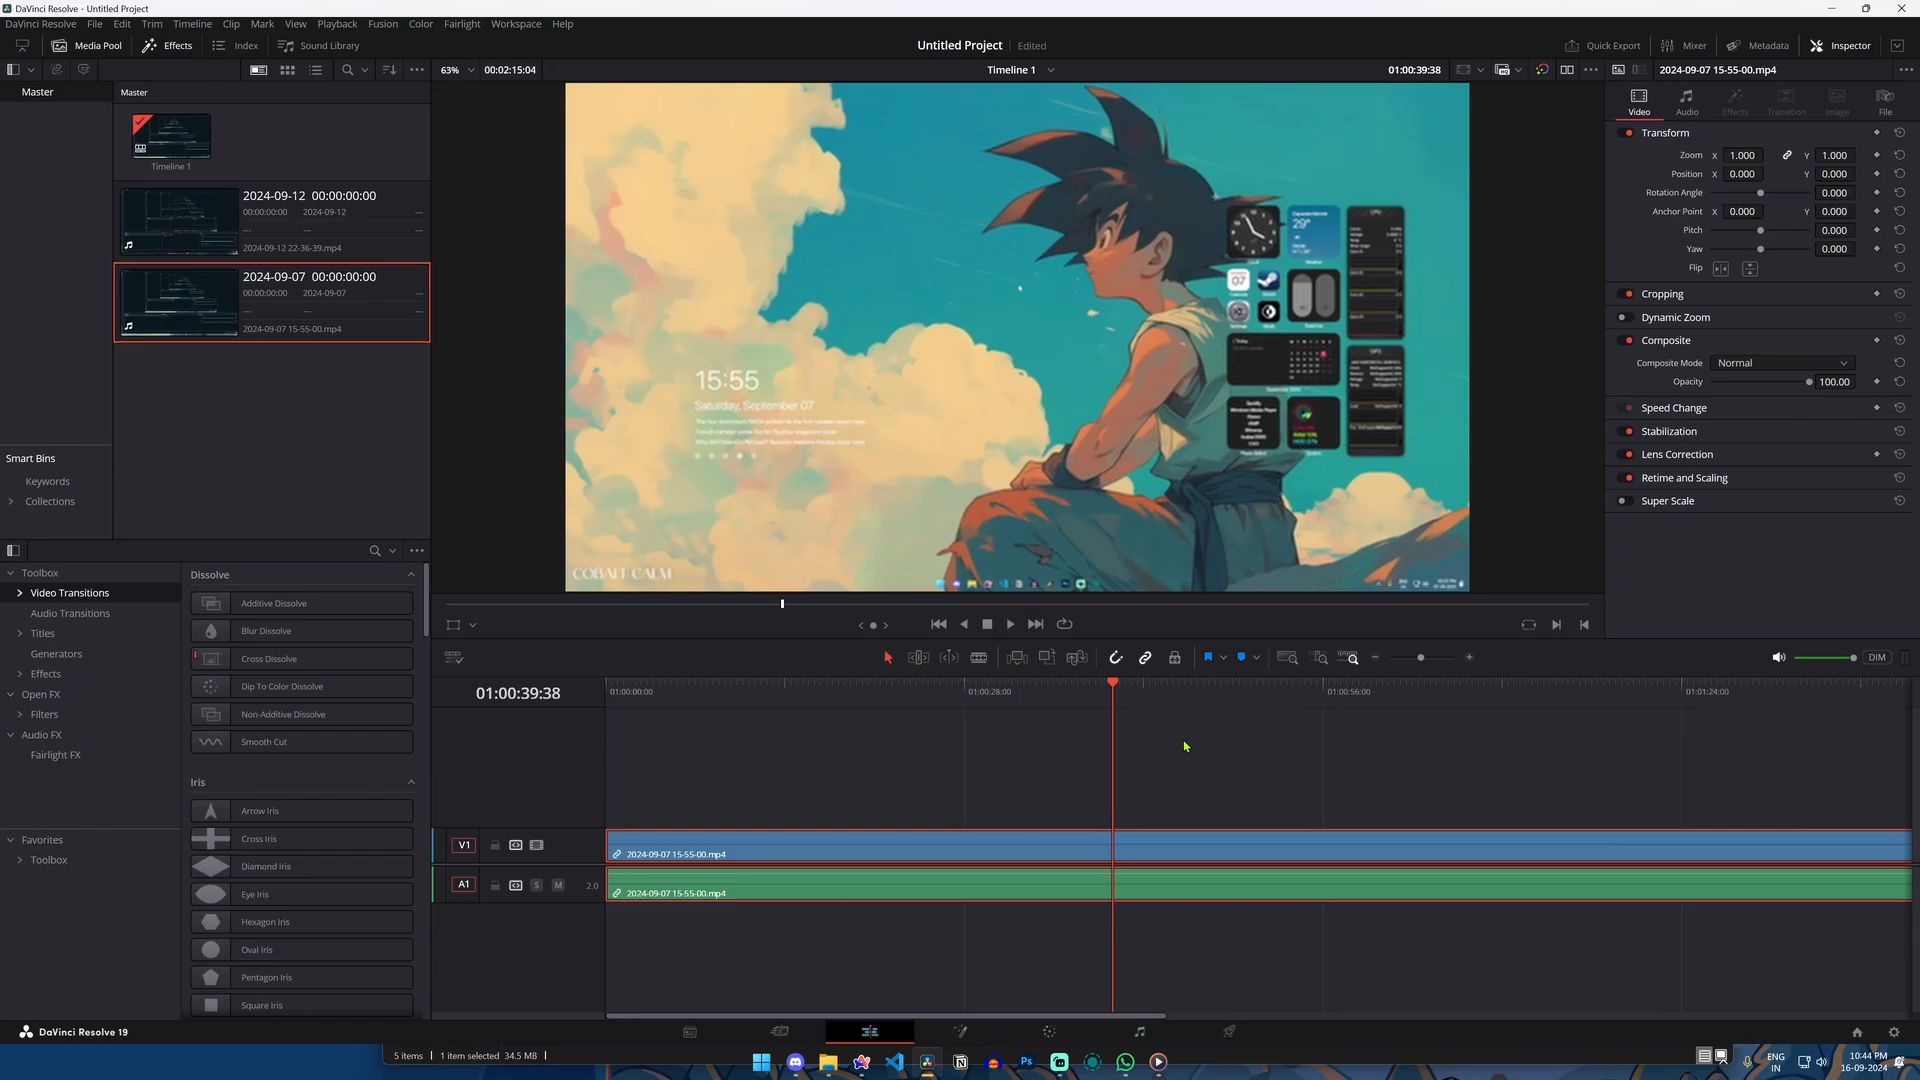 DaVinci Resolve - Untitled Project
DaVinci Resolve File Edit Trim Timeline Clip Mark View Playback Fusion Color Fairlight Workspace Help
Media Pool Effects Index Sound Library
Untitled Project Edited
Quick Export Mixer Metadata Inspector
63% 00:02:15:04 Timeline 1 01:00:39:38 2024-09-07 15-55-00.mp4
Master
Master
Timeline 1
2024-09-12 00:00:00:00
00:00:00:00 2024-09-12 ---
--- --- ---
2024-09-12 22-36-39.mp4
2024-09-07 00:00:00:00
00:00:00:00 2024-09-07 ---
--- --- ---
2024-09-07 15-55-00.mp4
Smart Bins
Keywords
Collections
15:55
Saturday, September 07
29°
07
COBALT CALM
Video Audio Effects Transition Image File
Transform
Zoom X 1.000 Y 1.000
Position X 0.000 Y 0.000
Rotation Angle 0.000
Anchor Point X 0.000 Y 0.000
Pitch 0.000
Yaw 0.000
Flip
Cropping
Dynamic Zoom
Composite
Composite Mode Normal
Opacity 100.00
Speed Change
Stabilization
Lens Correction
Retime and Scaling
Super Scale
Toolbox
Video Transitions
Audio Transitions
Titles
Generators
Effects
Open FX
Filters
Audio FX
Fairlight FX
Favorites
Toolbox
Dissolve
Additive Dissolve
Blur Dissolve
Cross Dissolve
Dip To Color Dissolve
Non-Additive Dissolve
Smooth Cut
Iris
Arrow Iris
Cross Iris
Diamond Iris
Eye Iris
Hexagon Iris
Oval Iris
Pentagon Iris
Square Iris
DIM
01:00:39:38
01:00:00:00 01:00:28:00 01:00:56:00 01:01:24:00
V1
2024-09-07 15-55-00.mp4
A1 S M 2.0
2024-09-07 15-55-00.mp4
DaVinci Resolve 19
5 items 1 item selected 34.5 MB
Ps
ENG
IN
10:44 PM
16-09-2024